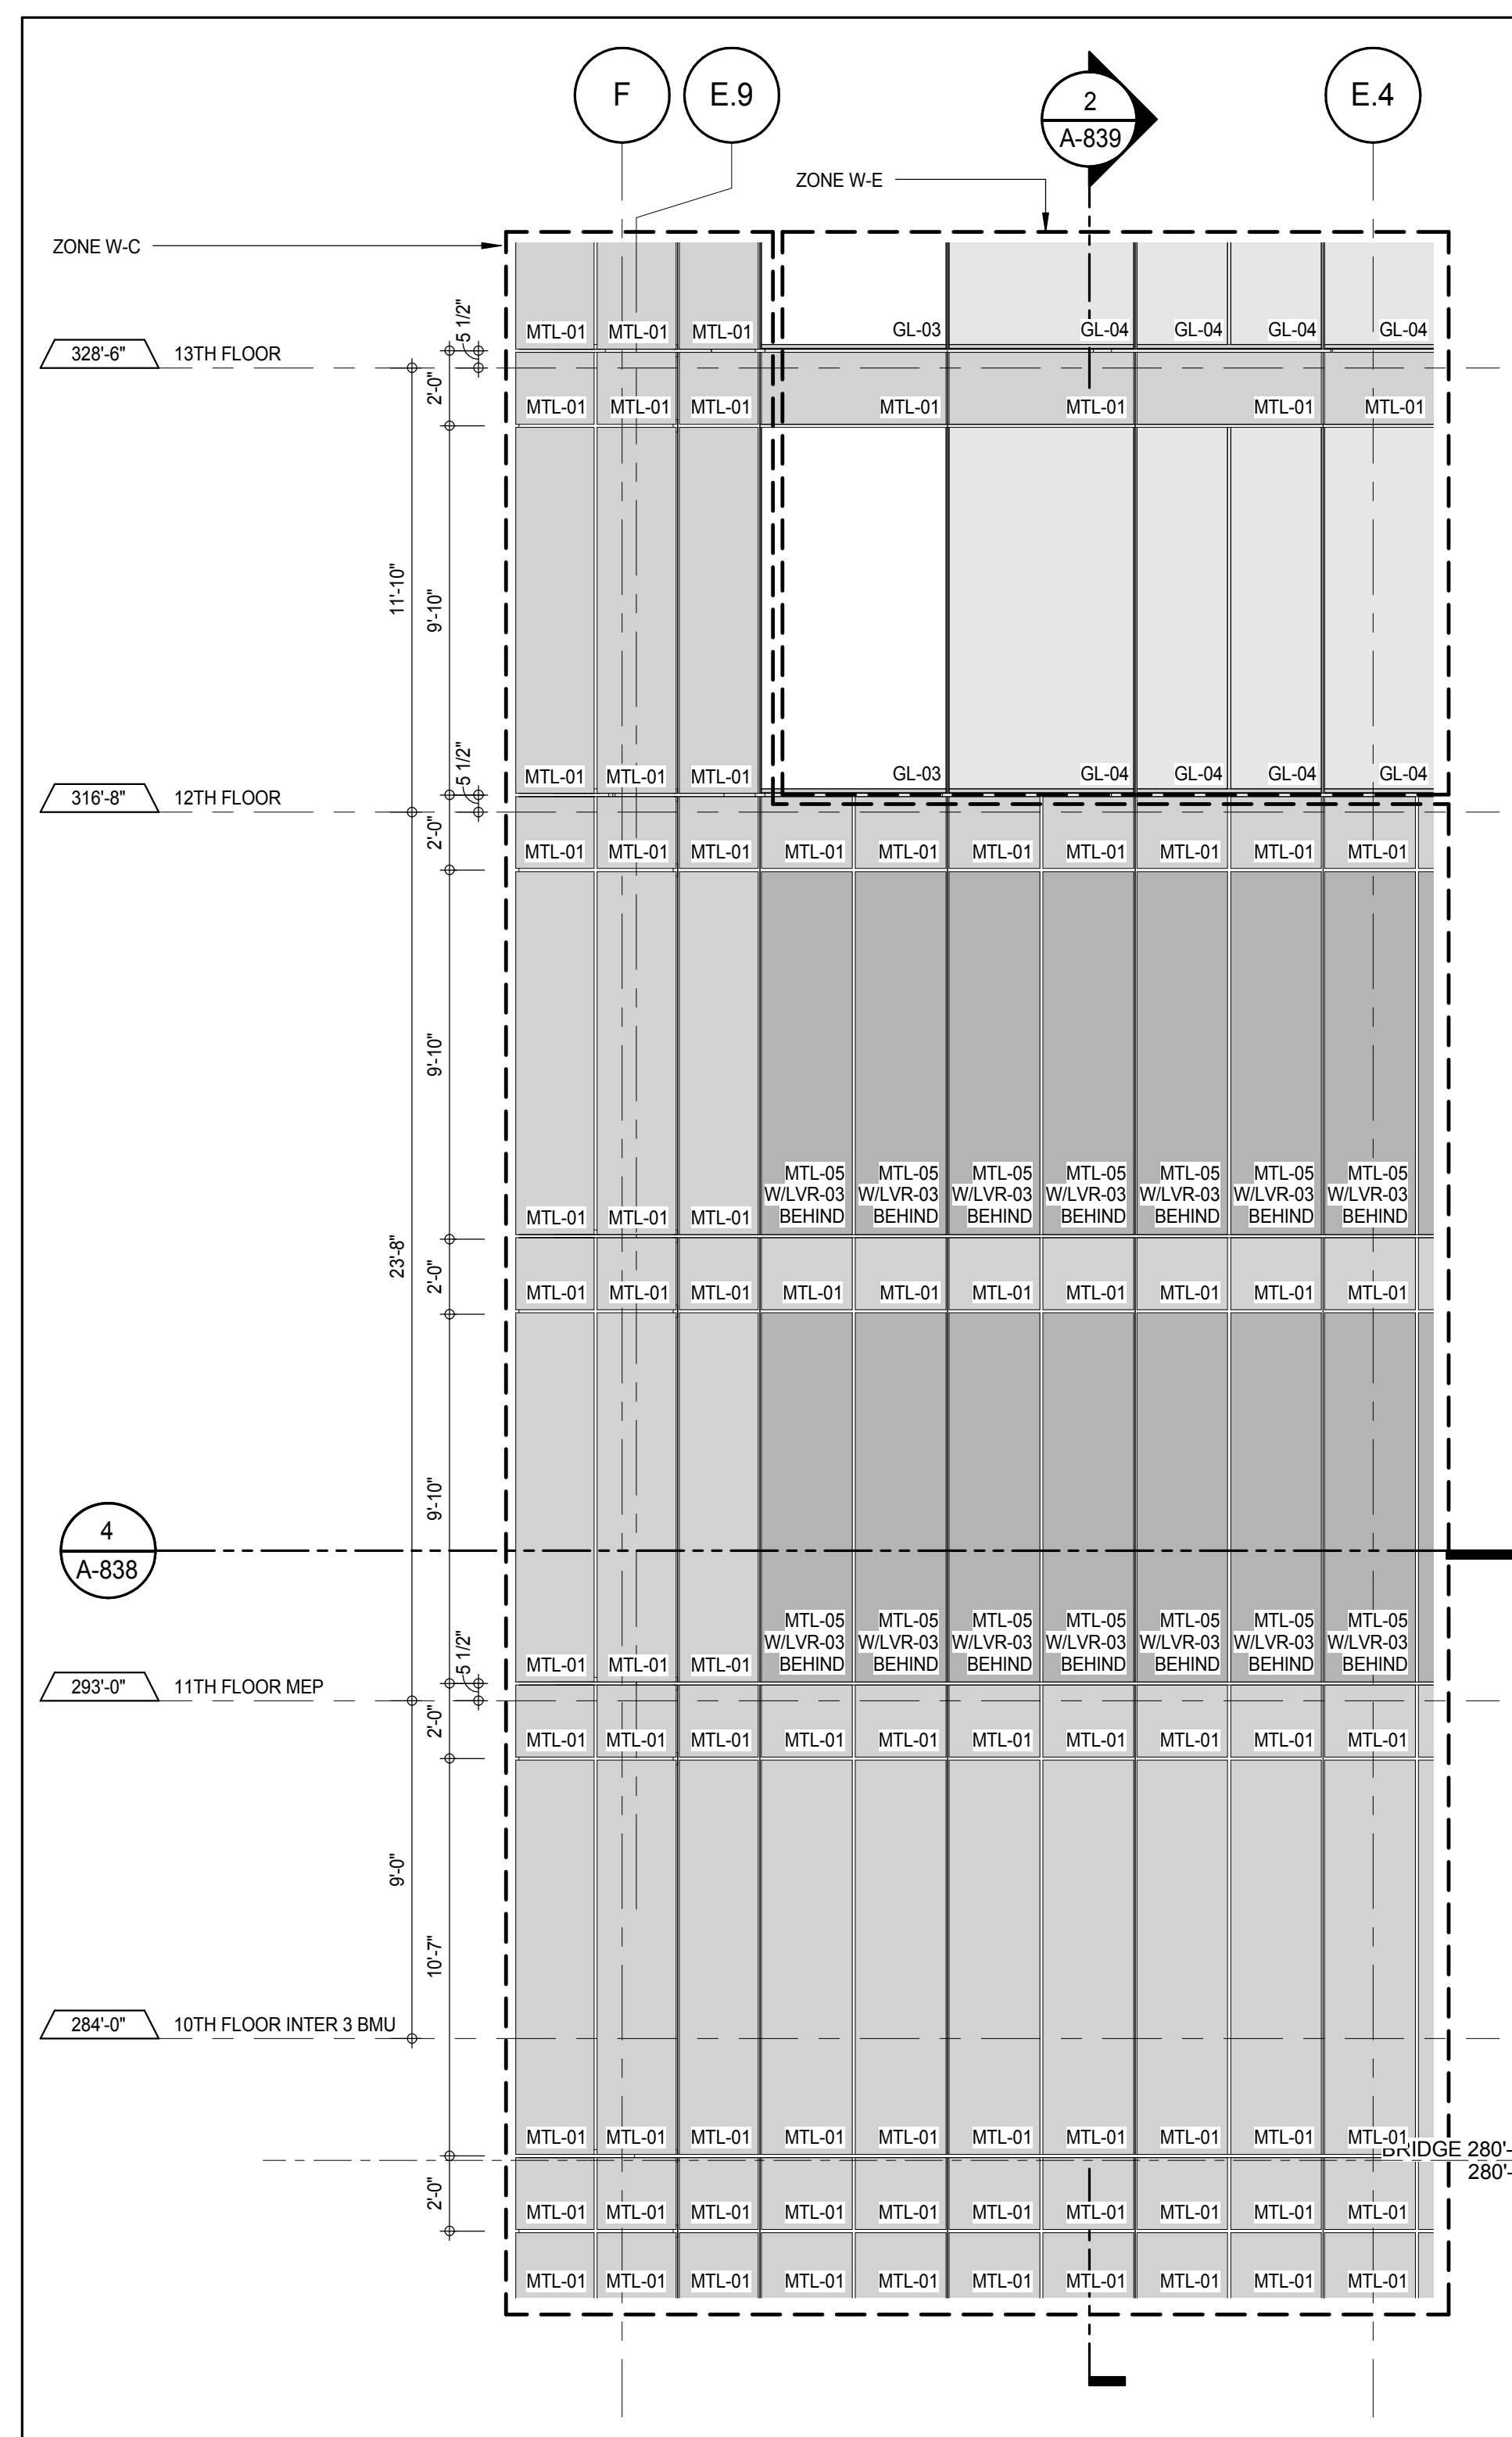 F
E.9
2
A-839
E.4
ZONE W-E
ZONE W-C
MTL-01 MTL-01 MTL-01 GL-03 GL-04 GL-04 GL-04 GL-04
5 1/2"
328'-6" 13TH FLOOR
2'-0"
MTL-01 MTL-01 MTL-01 MTL-01 MTL-01 MTL-01 MTL-01
11'-10"
9'-10"
MTL-01 MTL-01 MTL-01 GL-03 GL-04 GL-04 GL-04 GL-04
5 1/2"
316'-8" 12TH FLOOR
2'-0"
MTL-01 MTL-01 MTL-01 MTL-01 MTL-01 MTL-01 MTL-01 MTL-01 MTL-01 MTL-01
9'-10"
MTL-05 MTL-05 MTL-05 MTL-05 MTL-05 MTL-05 MTL-05
W/LVR-03 W/LVR-03 W/LVR-03 W/LVR-03 W/LVR-03 W/LVR-03 W/LVR-03
MTL-01 MTL-01 MTL-01 BEHIND BEHIND BEHIND BEHIND BEHIND BEHIND BEHIND
23'-8"
2'-0"
MTL-01 MTL-01 MTL-01 MTL-01 MTL-01 MTL-01 MTL-01 MTL-01 MTL-01 MTL-01
9'-10"
4
A-838
MTL-05 MTL-05 MTL-05 MTL-05 MTL-05 MTL-05 MTL-05
W/LVR-03 W/LVR-03 W/LVR-03 W/LVR-03 W/LVR-03 W/LVR-03 W/LVR-03
MTL-01 MTL-01 MTL-01 BEHIND BEHIND BEHIND BEHIND BEHIND BEHIND BEHIND
5 1/2"
293'-0" 11TH FLOOR MEP
2'-0"
MTL-01 MTL-01 MTL-01 MTL-01 MTL-01 MTL-01 MTL-01 MTL-01 MTL-01 MTL-01
9'-0"
10'-7"
284'-0" 10TH FLOOR INTER 3 BMU
MTL-01 MTL-01 MTL-01 MTL-01 MTL-01 MTL-01 MTL-01 MTL-01 MTL-01 MTL-01
BRIDGE 280'-
280'-
2'-0"
MTL-01 MTL-01 MTL-01 MTL-01 MTL-01 MTL-01 MTL-01 MTL-01 MTL-01 MTL-01
MTL-01 MTL-01 MTL-01 MTL-01 MTL-01 MTL-01 MTL-01 MTL-01 MTL-01 MTL-01